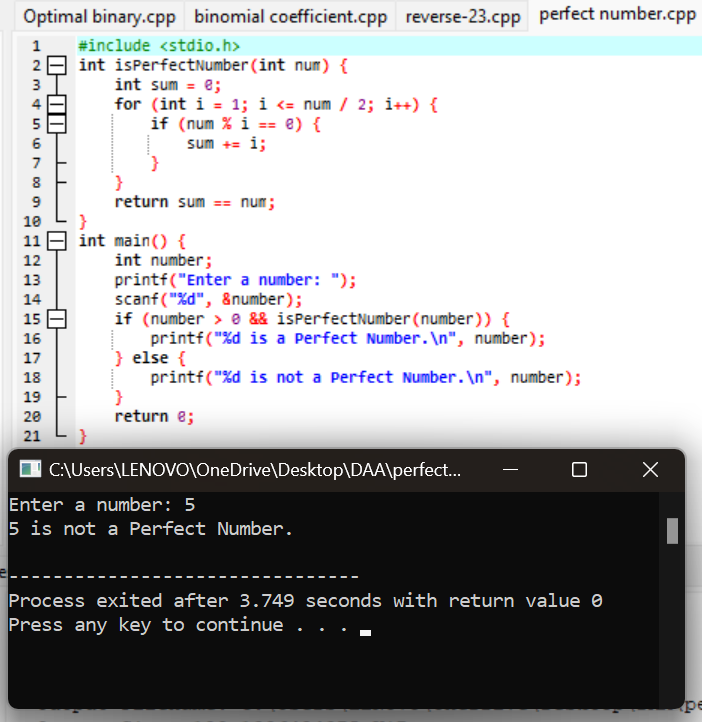 Optimal binary.cpp binomial coefficient.cpp reverse-23.cpp perfect number.cpp
1 #include <stdio.h>
2 int isPerfectNumber(int num) {
3 int sum = 0;
4 for (int i = 1; i <= num / 2; i++) {
5 if (num % i == 0) {
6 sum += i;
7 }
8 }
9 return sum == num;
10 }
11 int main() {
12 int number;
13 printf("Enter a number: ");
14 scanf("%d", &number);
15 if (number > 0 && isPerfectNumber(number)) {
16 printf("%d is a Perfect Number.\n", number);
17 } else {
18 printf("%d is not a Perfect Number.\n", number);
19 }
20 return 0;
21 }
C:\Users\LENOVO\OneDrive\Desktop\DAA\perfect...
Enter a number: 5
5 is not a Perfect Number.
--------------------------------
Process exited after 3.749 seconds with return value 0
Press any key to continue . . .